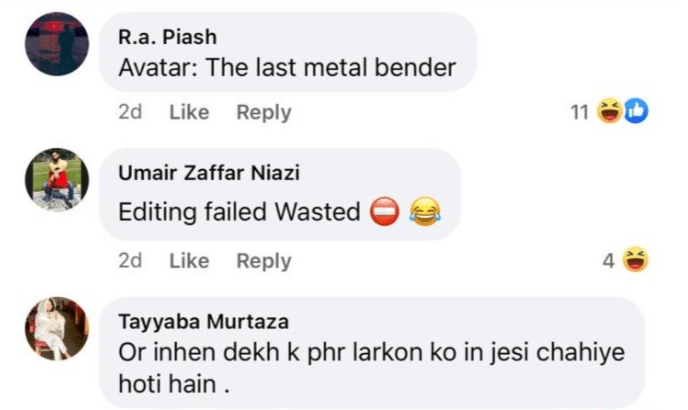 R.a. Piash
Avatar: The last metal bender
2d Like Reply 11
Umair Zaffar Niazi
Editing failed Wasted ⛔ 😂
2d Like Reply 4
Tayyaba Murtaza
Or inhen dekh k phr larkon ko in jesi chahiye
hoti hain .